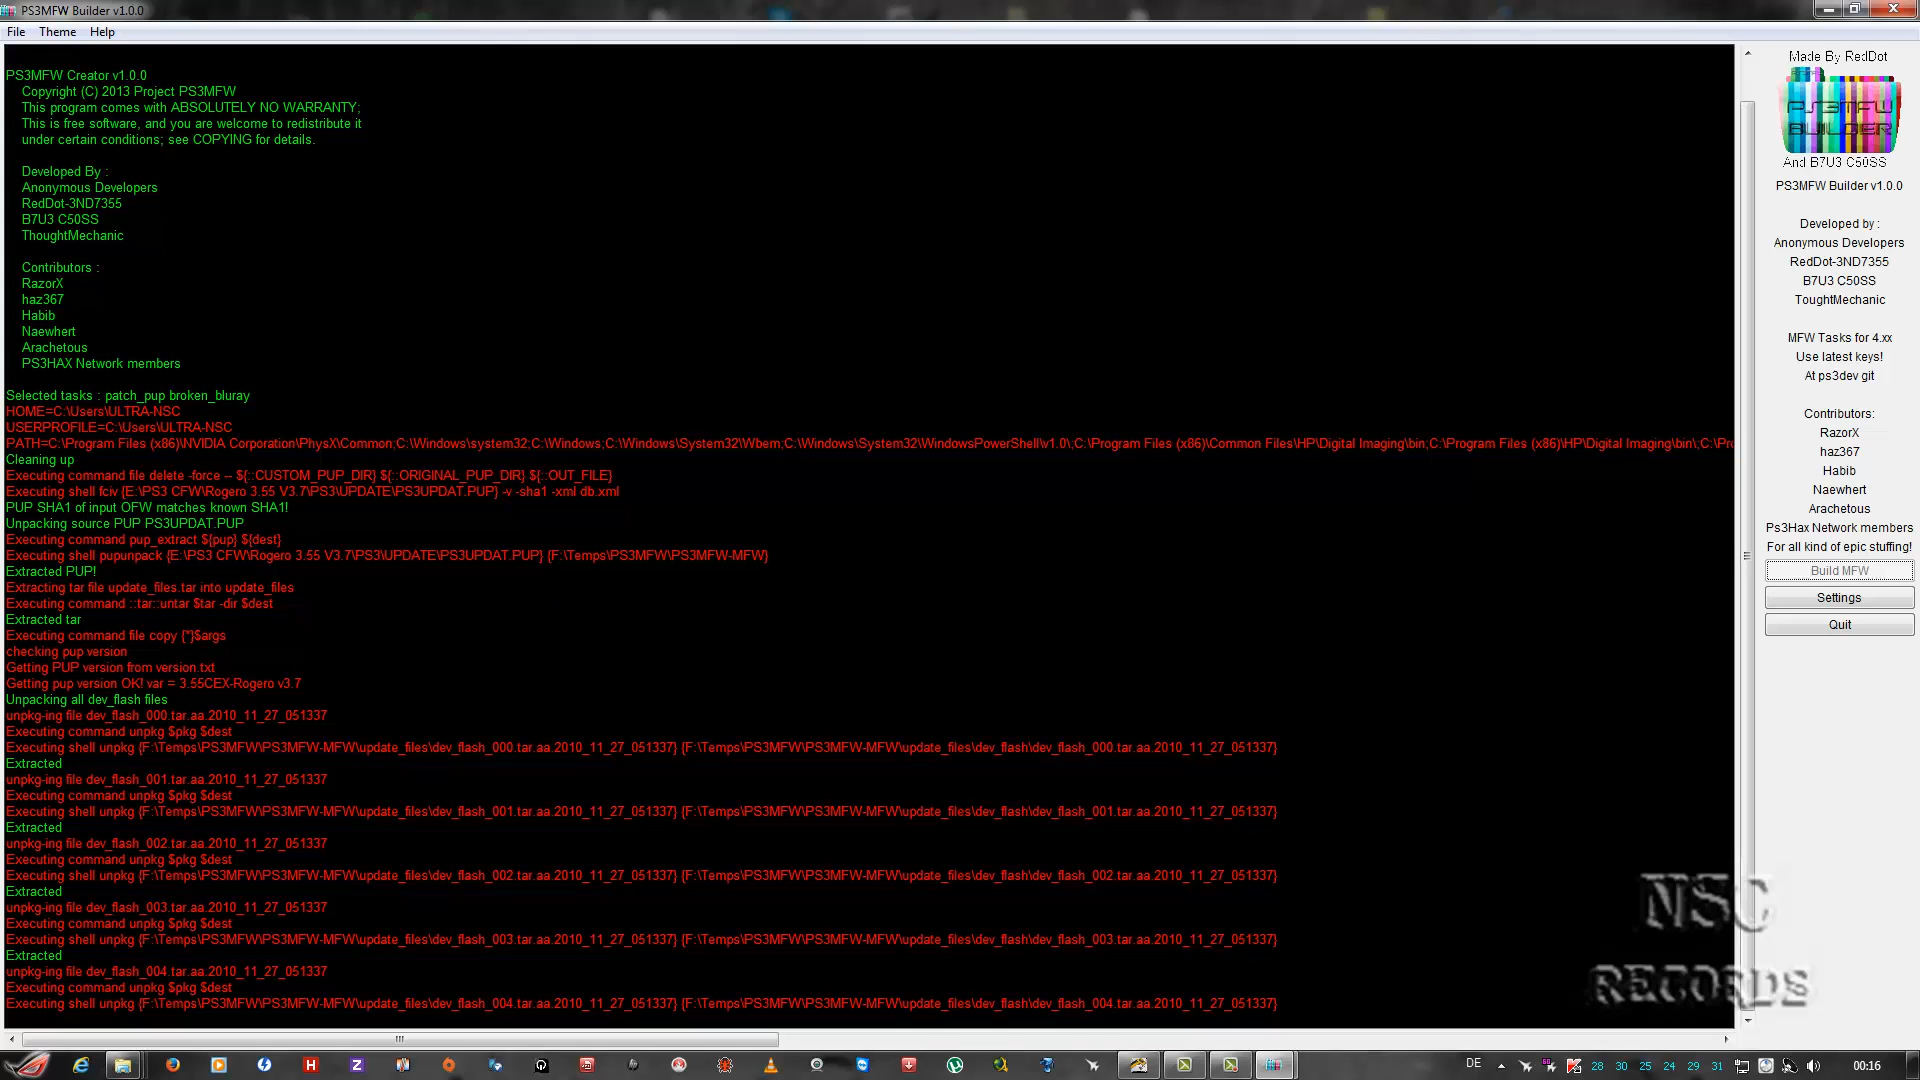 PS3MFW Builder v1.0.0
File Theme Help
PS3MFW Creator v1.0.0
Copyright (C) 2013 Project PS3MFW
This program comes with ABSOLUTELY NO WARRANTY;
This is free software, and you are welcome to redistribute it
under certain conditions; see COPYING for details.
Developed By :
Anonymous Developers
RedDot-3ND7355
B7U3 C50SS
ThoughtMechanic
Contributors :
RazorX
haz367
Habib
Naewhert
Arachetous
PS3HAX Network members
Selected tasks : patch_pup broken_bluray
HOME=C:\Users\ULTRA-NSC
USERPROFILE=C:\Users\ULTRA-NSC
PATH=C:\Program Files (x86)\NVIDIA Corporation\PhysX\Common;C:\Windows\system32;C:\Windows;C:\Windows\System32\Wbem;C:\Windows\System32\WindowsPowerShell\v1.0\;C:\Program Files (x86)\Common Files\HP\Digital Imaging\bin;C:\Program Files (x86)\HP\Digital Imaging\bin\;C:\Pro
Cleaning up
Executing command file delete -force -- ${::CUSTOM_PUP_DIR} ${::ORIGINAL_PUP_DIR} ${::OUT_FILE}
Executing shell fciv {E:\PS3 CFW\Rogero 3.55 V3.7\PS3\UPDATE\PS3UPDAT.PUP} -v -sha1 -xml db.xml
PUP SHA1 of input OFW matches known SHA1!
Unpacking source PUP PS3UPDAT.PUP
Executing command pup_extract ${pup} ${dest}
Executing shell pupunpack {E:\PS3 CFW\Rogero 3.55 V3.7\PS3\UPDATE\PS3UPDAT.PUP} {F:\Temps\PS3MFW\PS3MFW-MFW}
Extracted PUP!
Extracting tar file update_files.tar into update_files
Executing command ::tar::untar $tar -dir $dest
Extracted tar
Executing command file copy {*}$args
checking pup version
Getting PUP version from version.txt
Getting pup version OK! var = 3.55CEX-Rogero v3.7
Unpacking all dev_flash files
unpkg-ing file dev_flash_000.tar.aa.2010_11_27_051337
Executing command unpkg $pkg $dest
Executing shell unpkg {F:\Temps\PS3MFW\PS3MFW-MFW\update_files\dev_flash_000.tar.aa.2010_11_27_051337} {F:\Temps\PS3MFW\PS3MFW-MFW\update_files\dev_flash\dev_flash_000.tar.aa.2010_11_27_051337}
Extracted
unpkg-ing file dev_flash_001.tar.aa.2010_11_27_051337
Executing command unpkg $pkg $dest
Executing shell unpkg {F:\Temps\PS3MFW\PS3MFW-MFW\update_files\dev_flash_001.tar.aa.2010_11_27_051337} {F:\Temps\PS3MFW\PS3MFW-MFW\update_files\dev_flash\dev_flash_001.tar.aa.2010_11_27_051337}
Extracted
unpkg-ing file dev_flash_002.tar.aa.2010_11_27_051337
Executing command unpkg $pkg $dest
Executing shell unpkg {F:\Temps\PS3MFW\PS3MFW-MFW\update_files\dev_flash_002.tar.aa.2010_11_27_051337} {F:\Temps\PS3MFW\PS3MFW-MFW\update_files\dev_flash\dev_flash_002.tar.aa.2010_11_27_051337}
Extracted
unpkg-ing file dev_flash_003.tar.aa.2010_11_27_051337
Executing command unpkg $pkg $dest
Executing shell unpkg {F:\Temps\PS3MFW\PS3MFW-MFW\update_files\dev_flash_003.tar.aa.2010_11_27_051337} {F:\Temps\PS3MFW\PS3MFW-MFW\update_files\dev_flash\dev_flash_003.tar.aa.2010_11_27_051337}
Extracted
unpkg-ing file dev_flash_004.tar.aa.2010_11_27_051337
Executing command unpkg $pkg $dest
Executing shell unpkg {F:\Temps\PS3MFW\PS3MFW-MFW\update_files\dev_flash_004.tar.aa.2010_11_27_051337} {F:\Temps\PS3MFW\PS3MFW-MFW\update_files\dev_flash\dev_flash_004.tar.aa.2010_11_27_051337}
Made By RedDot
PS3MFW
BUILDER
And B7U3 C50SS
PS3MFW Builder v1.0.0
Developed by :
Anonymous Developers
RedDot-3ND7355
B7U3 C50SS
ToughtMechanic
MFW Tasks for 4.xx
Use latest keys!
At ps3dev git
Contributors:
RazorX
haz367
Habib
Naewhert
Arachetous
Ps3Hax Network members
For all kind of epic stuffing!
Build MFW
Settings
Quit
NSC
RECORDS
DE 28 30 25 24 29 31 00:16